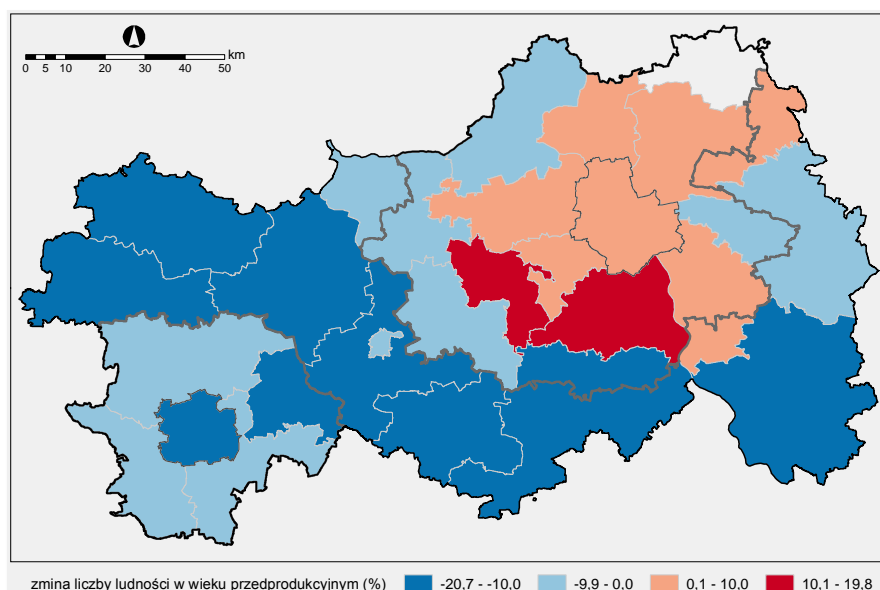 km
0 5 10 20 30 40 50
zmina liczby ludności w wieku przedprodukcyjnym (%) -20,7 - -10,0 -9,9 - 0,0 0,1 - 10,0 10,1 - 19,8